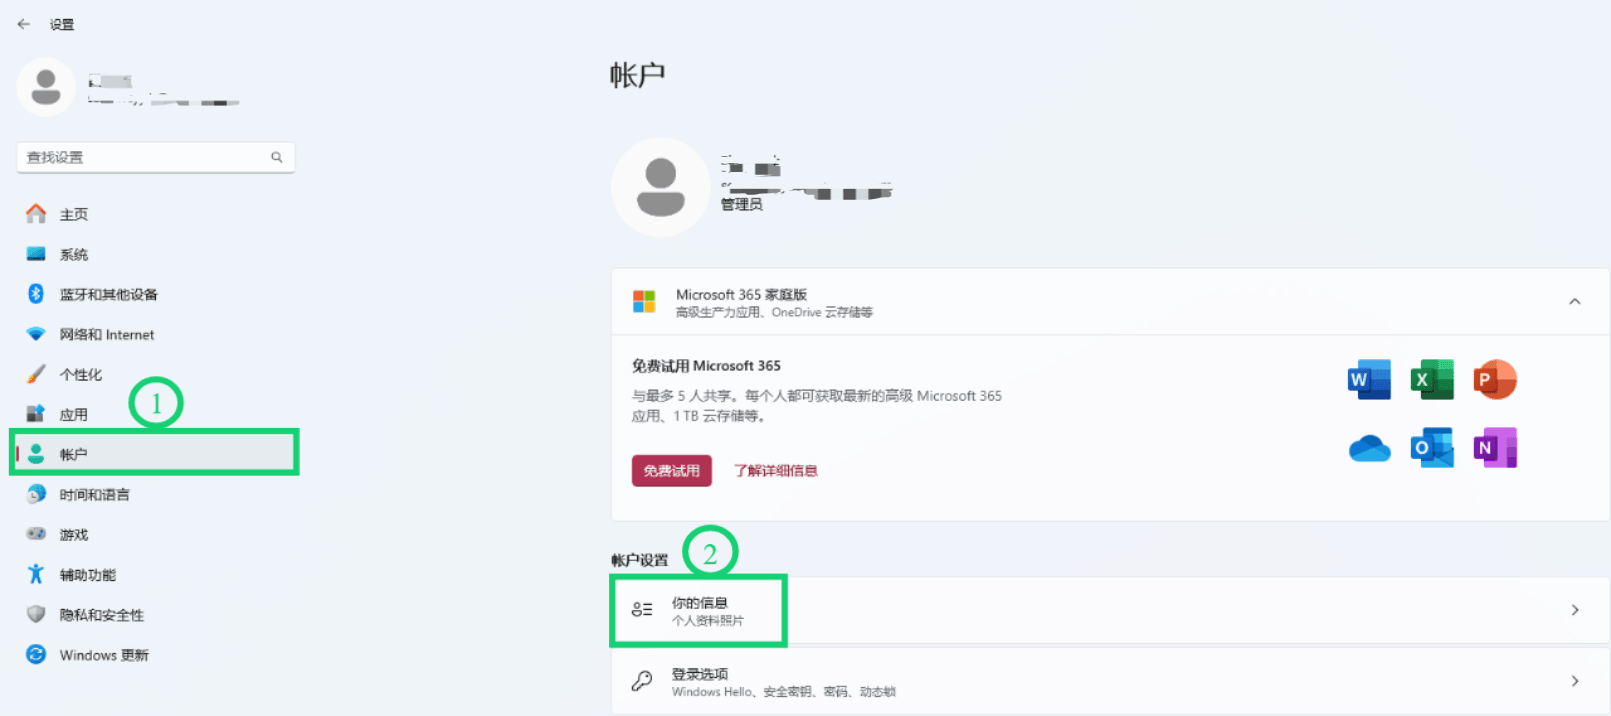 设置
查找设置
主页
系统
蓝牙和其他设备
网络和 Internet
个性化
应用
1
帐户
时间和语言
游戏
辅助功能
隐私和安全性
Windows 更新
帐户
管理员
Microsoft 365 家庭版
高级生产力应用、OneDrive 云存储等
免费试用 Microsoft 365
与最多 5 人共享。每个人都可获取最新的高级 Microsoft 365
应用、1 TB 云存储等。
免费试用
了解详细信息
W
X
P
O
N
帐户设置
2
你的信息
个人资料照片
登录选项
Windows Hello、安全密钥、密码、动态锁